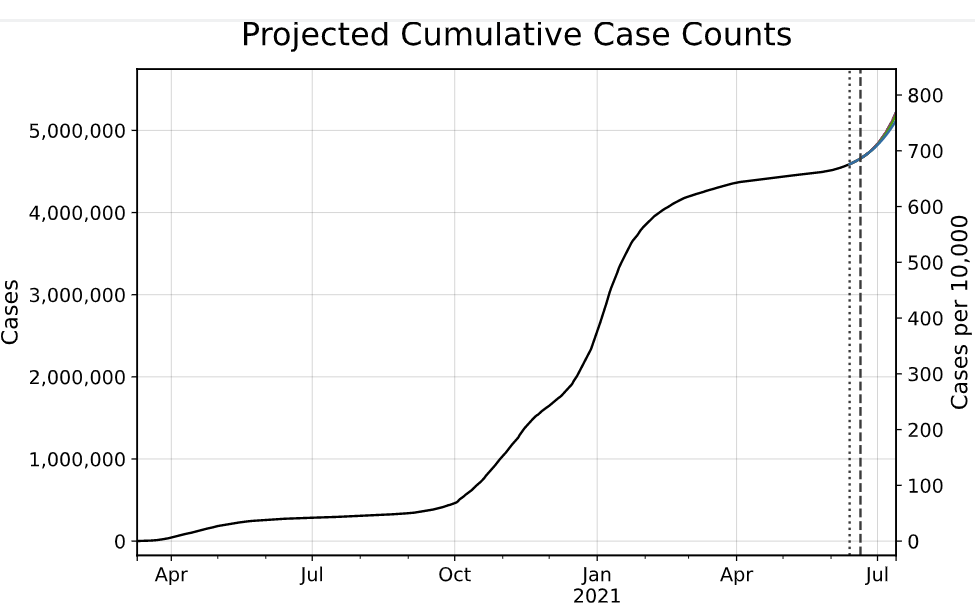 Projected Cumulative Case Counts
5,000,000
4,000,000
3,000,000
2,000,000
1,000,000
0
Cases
800
700
600
500
400
300
200
100
0
Cases per 10,000
Apr
Jul
Oct
Jan
2021
Apr
Jul